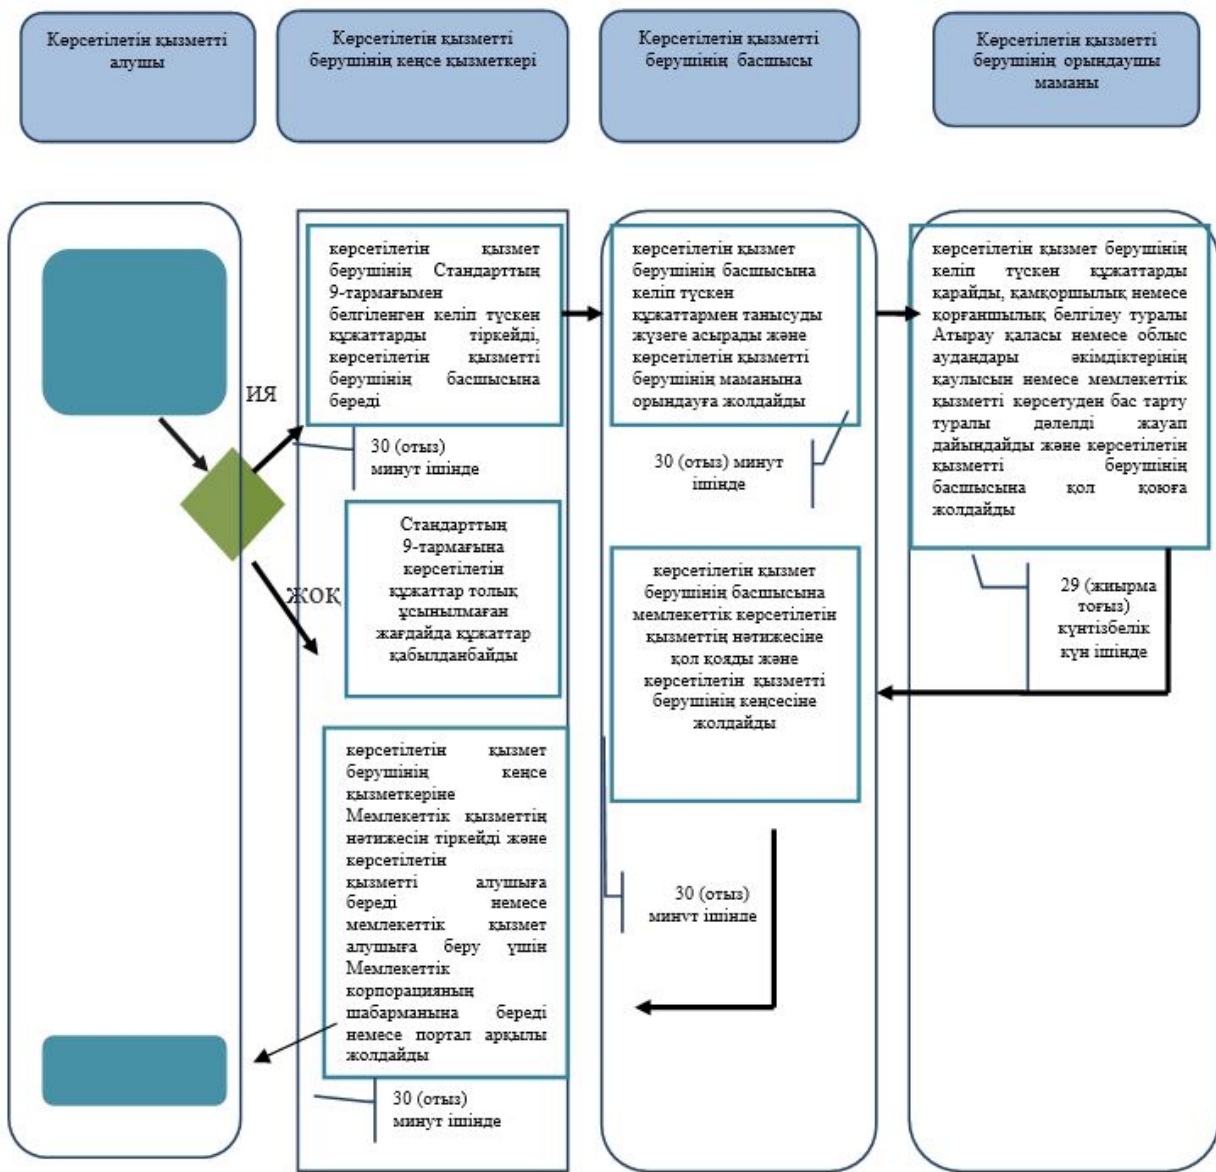 Көрсетілетін қызметті
алушы
Көрсетілетін қызметті
берушінің кеңсе қызметкері
Көрсетілетін қызметті
берушінің басшысы
Көрсетілетін қызметті
берушінің орындаушы
маманы
ИЯ
көрсетілетін қызмет
берушінің Стандарттың
9-тармағымен
белгіленген келіп түскен
құжаттарды тіркейді,
көрсетілетін қызметті
берушінің басшысына
береді
30 (отыз)
минут ішінде
көрсетілетін қызмет
берушінің басшысына
келіп түскен
құжаттармен танысуды
жүзеге асырады және
көрсетілетін қызметті
берушінің маманына
орындауға жолдайды
30 (отыз) минут
ішінде
көрсетілетін қызмет берушінің
келіп түскен құжаттарды
қарайды, қамқоршылық немесе
қорғаншылық белгілеу туралы
Атырау қаласы немесе облыс
аудандары әкімдіктерінің
қаулысын немесе мемлекеттік
қызметті көрсетуден бас тарту
туралы дәлелді жауап
дайындайды және көрсетілетін
қызметті берушінің
басшысына қол қоюға
жолдайды
29 (жиырма
тоғыз)
күнтізбелік
күн ішінде
ЖОҚ
Стандарттың
9-тармағына
көрсетілетін
құжаттар толық
ұсынылмаған
жағдайда құжаттар
қабылданбайды
көрсетілетін қызмет
берушінің басшысына
мемлекеттік көрсетілетін
қызметтің нәтижесіне
қол қояды және
көрсетілетін қызметті
берушінің кеңсесіне
жолдайды
30 (отыз)
минут ішінде
көрсетілетін қызмет
берушінің кеңсе
қызметкеріне
Мемлекеттік қызметтің
нәтижесін тіркейді және
көрсетілетін
қызметті алушыға
береді немесе
мемлекеттік қызмет
алушыға беру үшін
Мемлекеттік
корпорацияның
шабарманына береді
немесе портал арқылы
жолдайды
30 (отыз)
минут ішінде